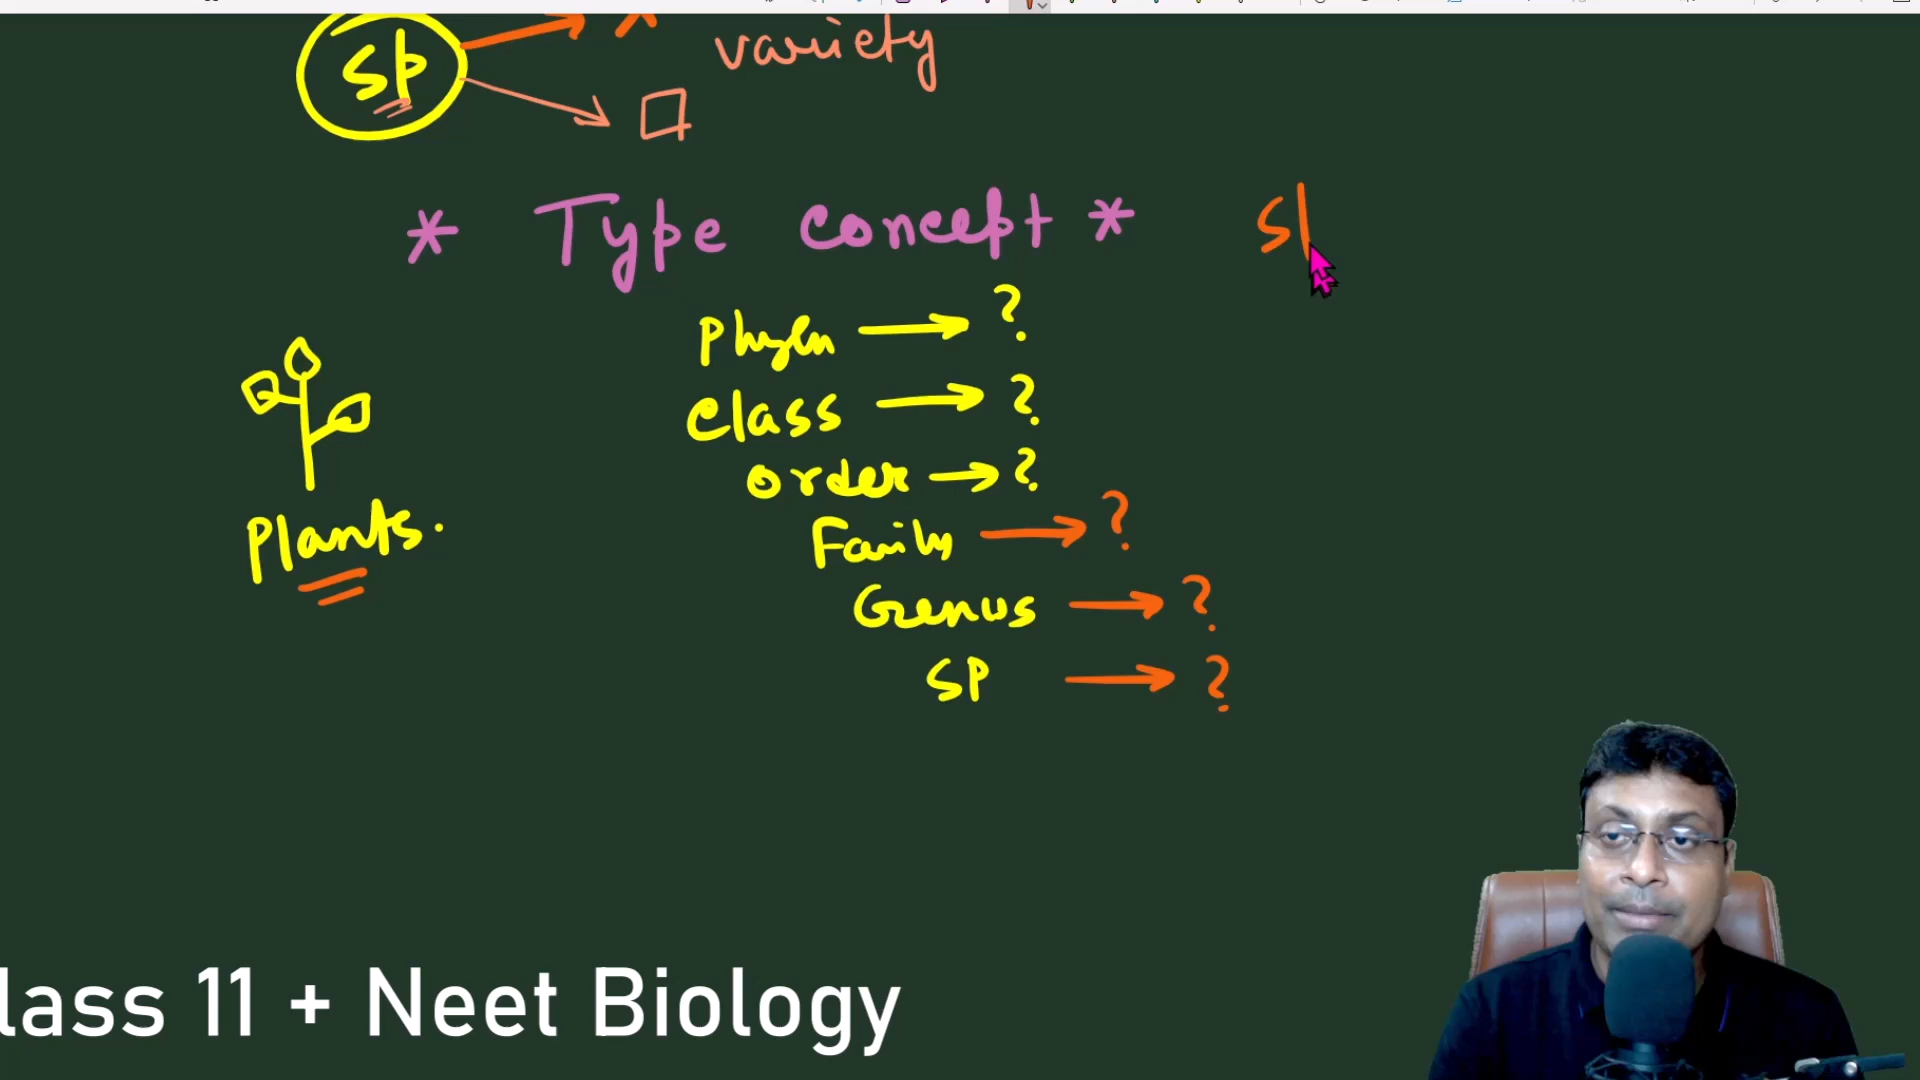 sp
variety
* Type concept *
Phylm → ?
Class → ?
order → ?
Family → ?
Genus → ?
SP → ?
Plants.
lass 11 + Neet Biology